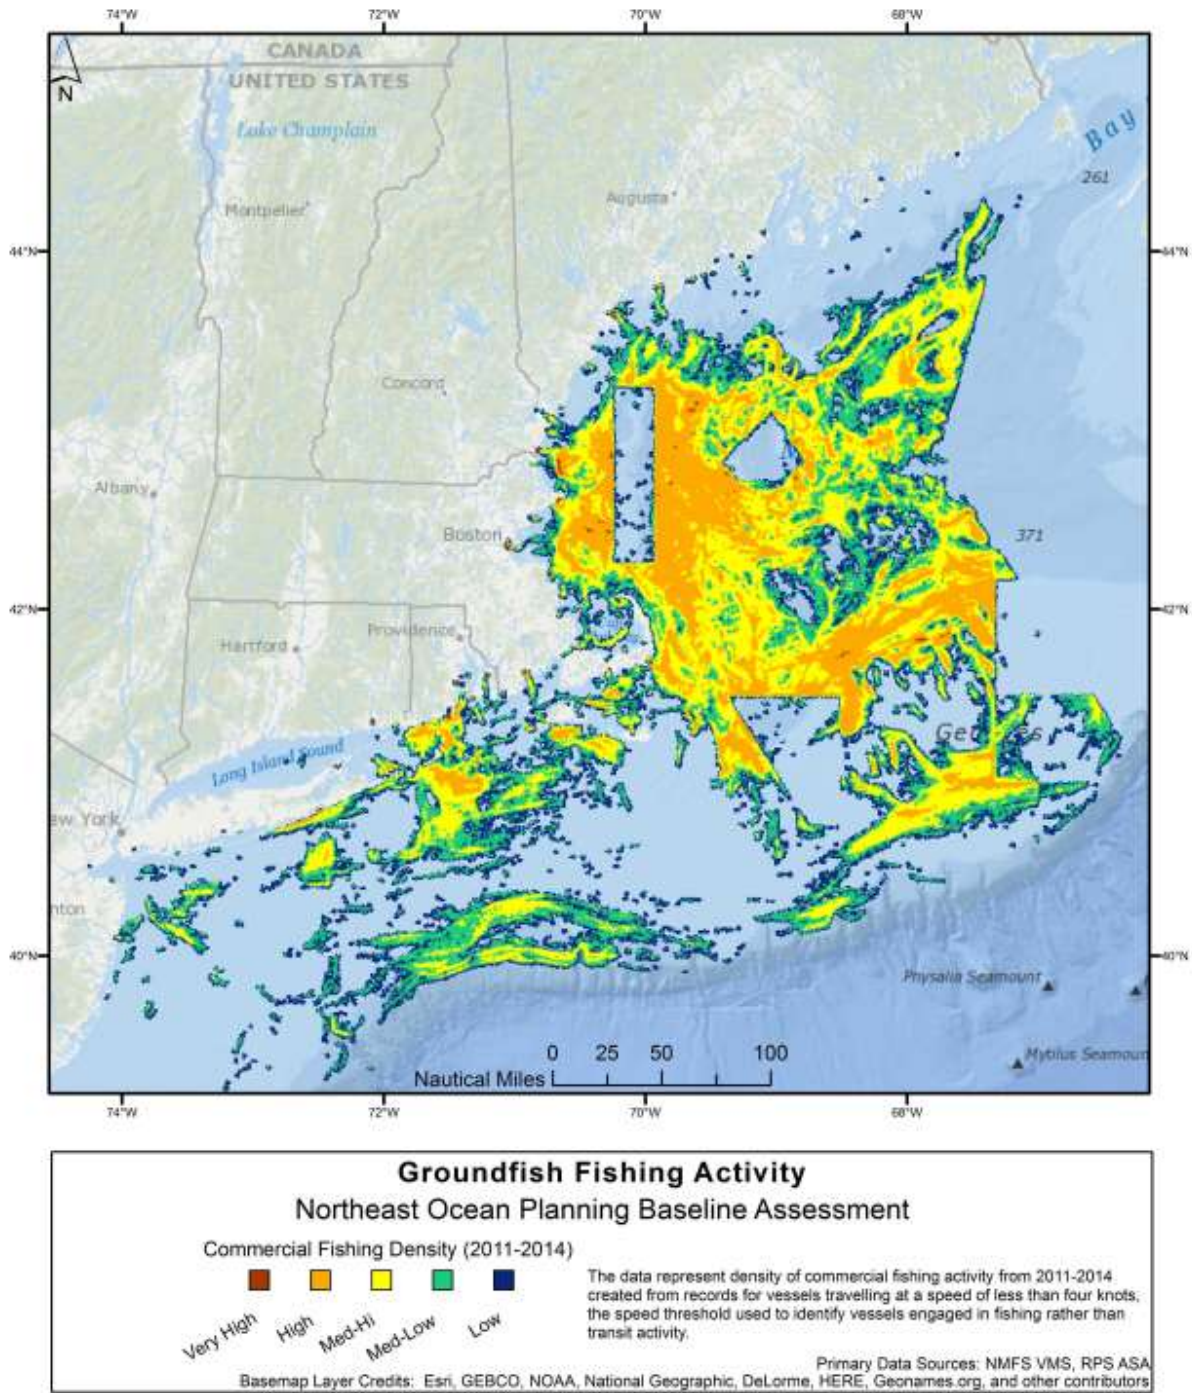 74°W 72°W 70°W 68°W
CANADA
UNITED STATES
N
Lake Champlain
Bay
261
Augusta
Montpelier
44°N 44°N
Concord
Albany
Boston
371
42°N 42°N
Providence
Hartford
Long Island Sound
ew York
nton
40°N 40°N
Physalia Seamount
Mytilus Seamoun
0 25 50 100
Nautical Miles
74°W 72°W 70°W 68°W
Groundfish Fishing Activity
Northeast Ocean Planning Baseline Assessment
Commercial Fishing Density (2011-2014)
Very High High Med-Hi Med-Low Low
The data represent density of commercial fishing activity from 2011-2014
created from records for vessels travelling at a speed of less than four knots,
the speed threshold used to identify vessels engaged in fishing rather than
transit activity.
Primary Data Sources: NMFS VMS, RPS ASA
Basemap Layer Credits: Esri, GEBCO, NOAA, National Geographic, DeLorme, HERE, Geonames.org, and other contributors